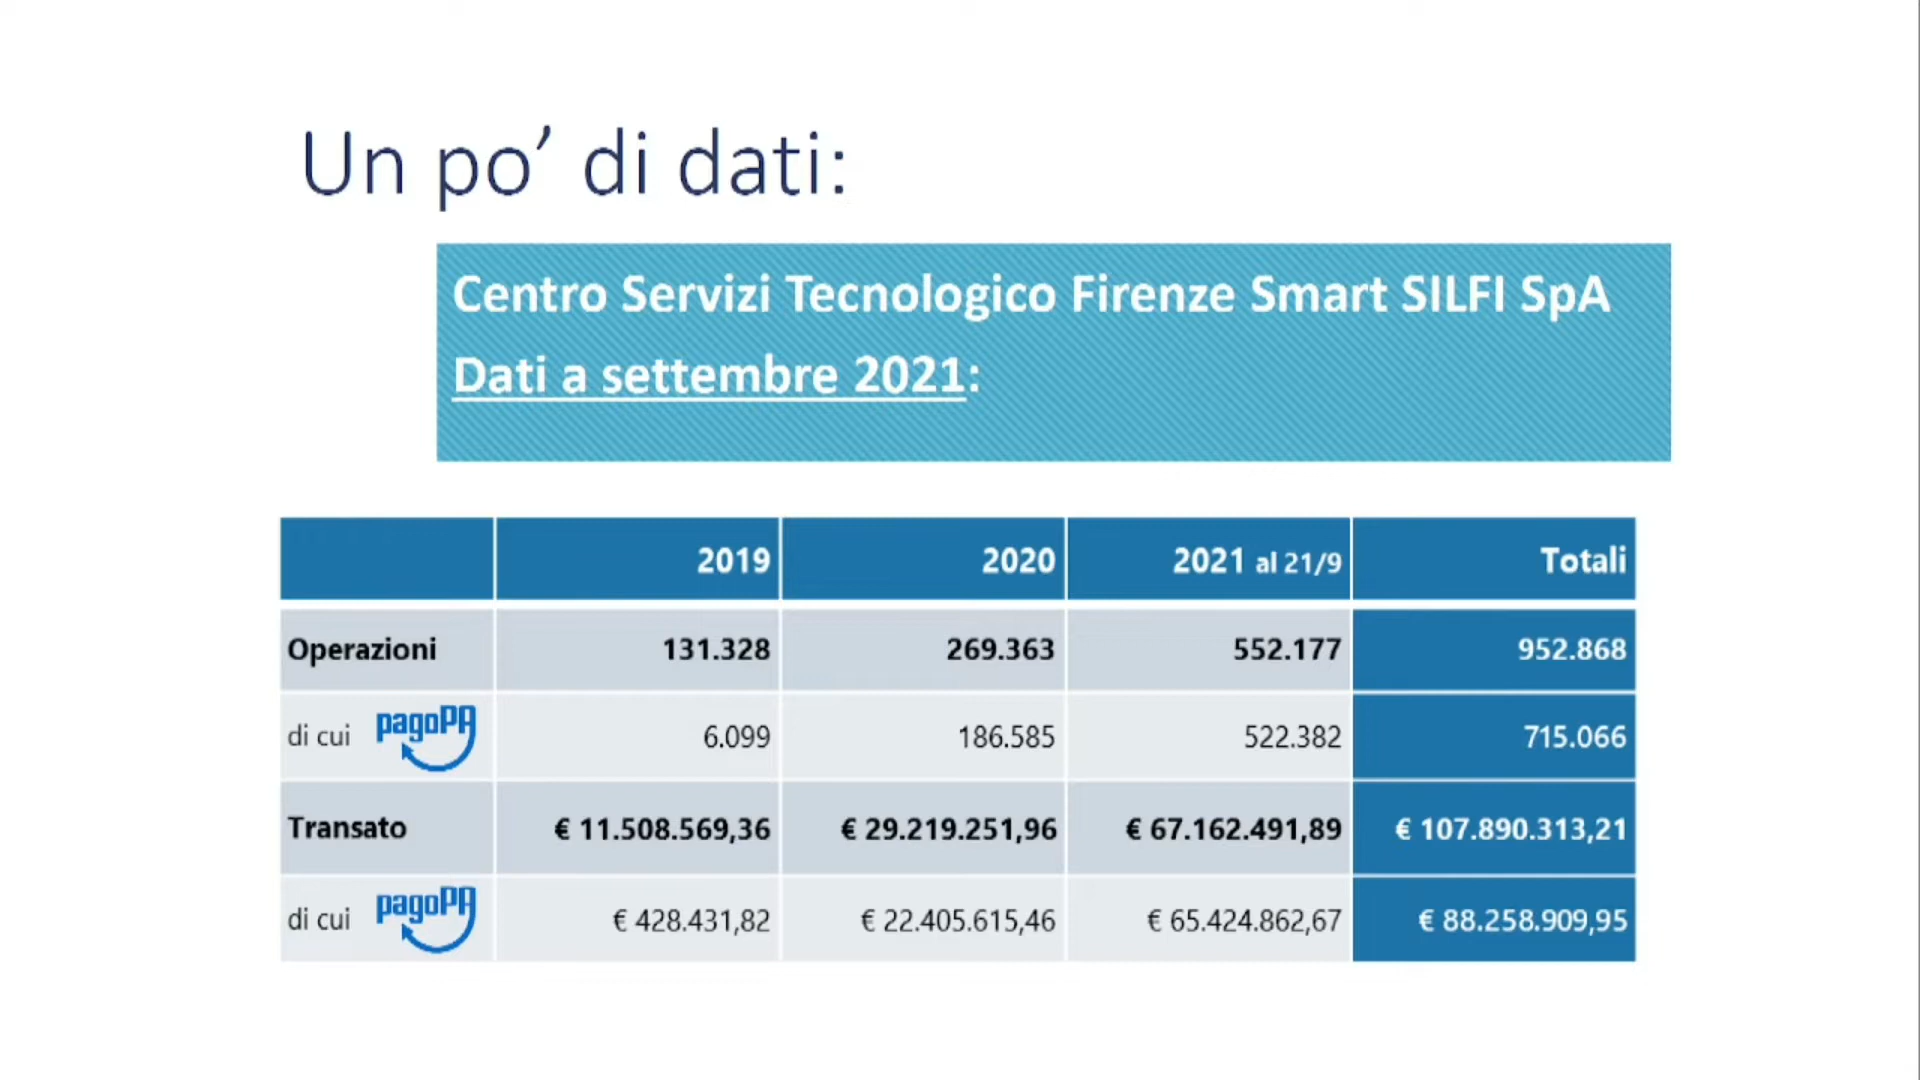 Un po’ di dati:
Centro Servizi Tecnologico Firenze Smart SILFI SpA
Dati a settembre 2021:
2019 2020 2021 al 21/9 Totali
Operazioni 131.328 269.363 552.177 952.868
di cui pagoPA 6.099 186.585 522.382 715.066
Transato € 11.508.569,36 € 29.219.251,96 € 67.162.491,89 € 107.890.313,21
di cui pagoPA € 428.431,82 € 22.405.615,46 € 65.424.862,67 € 88.258.909,95